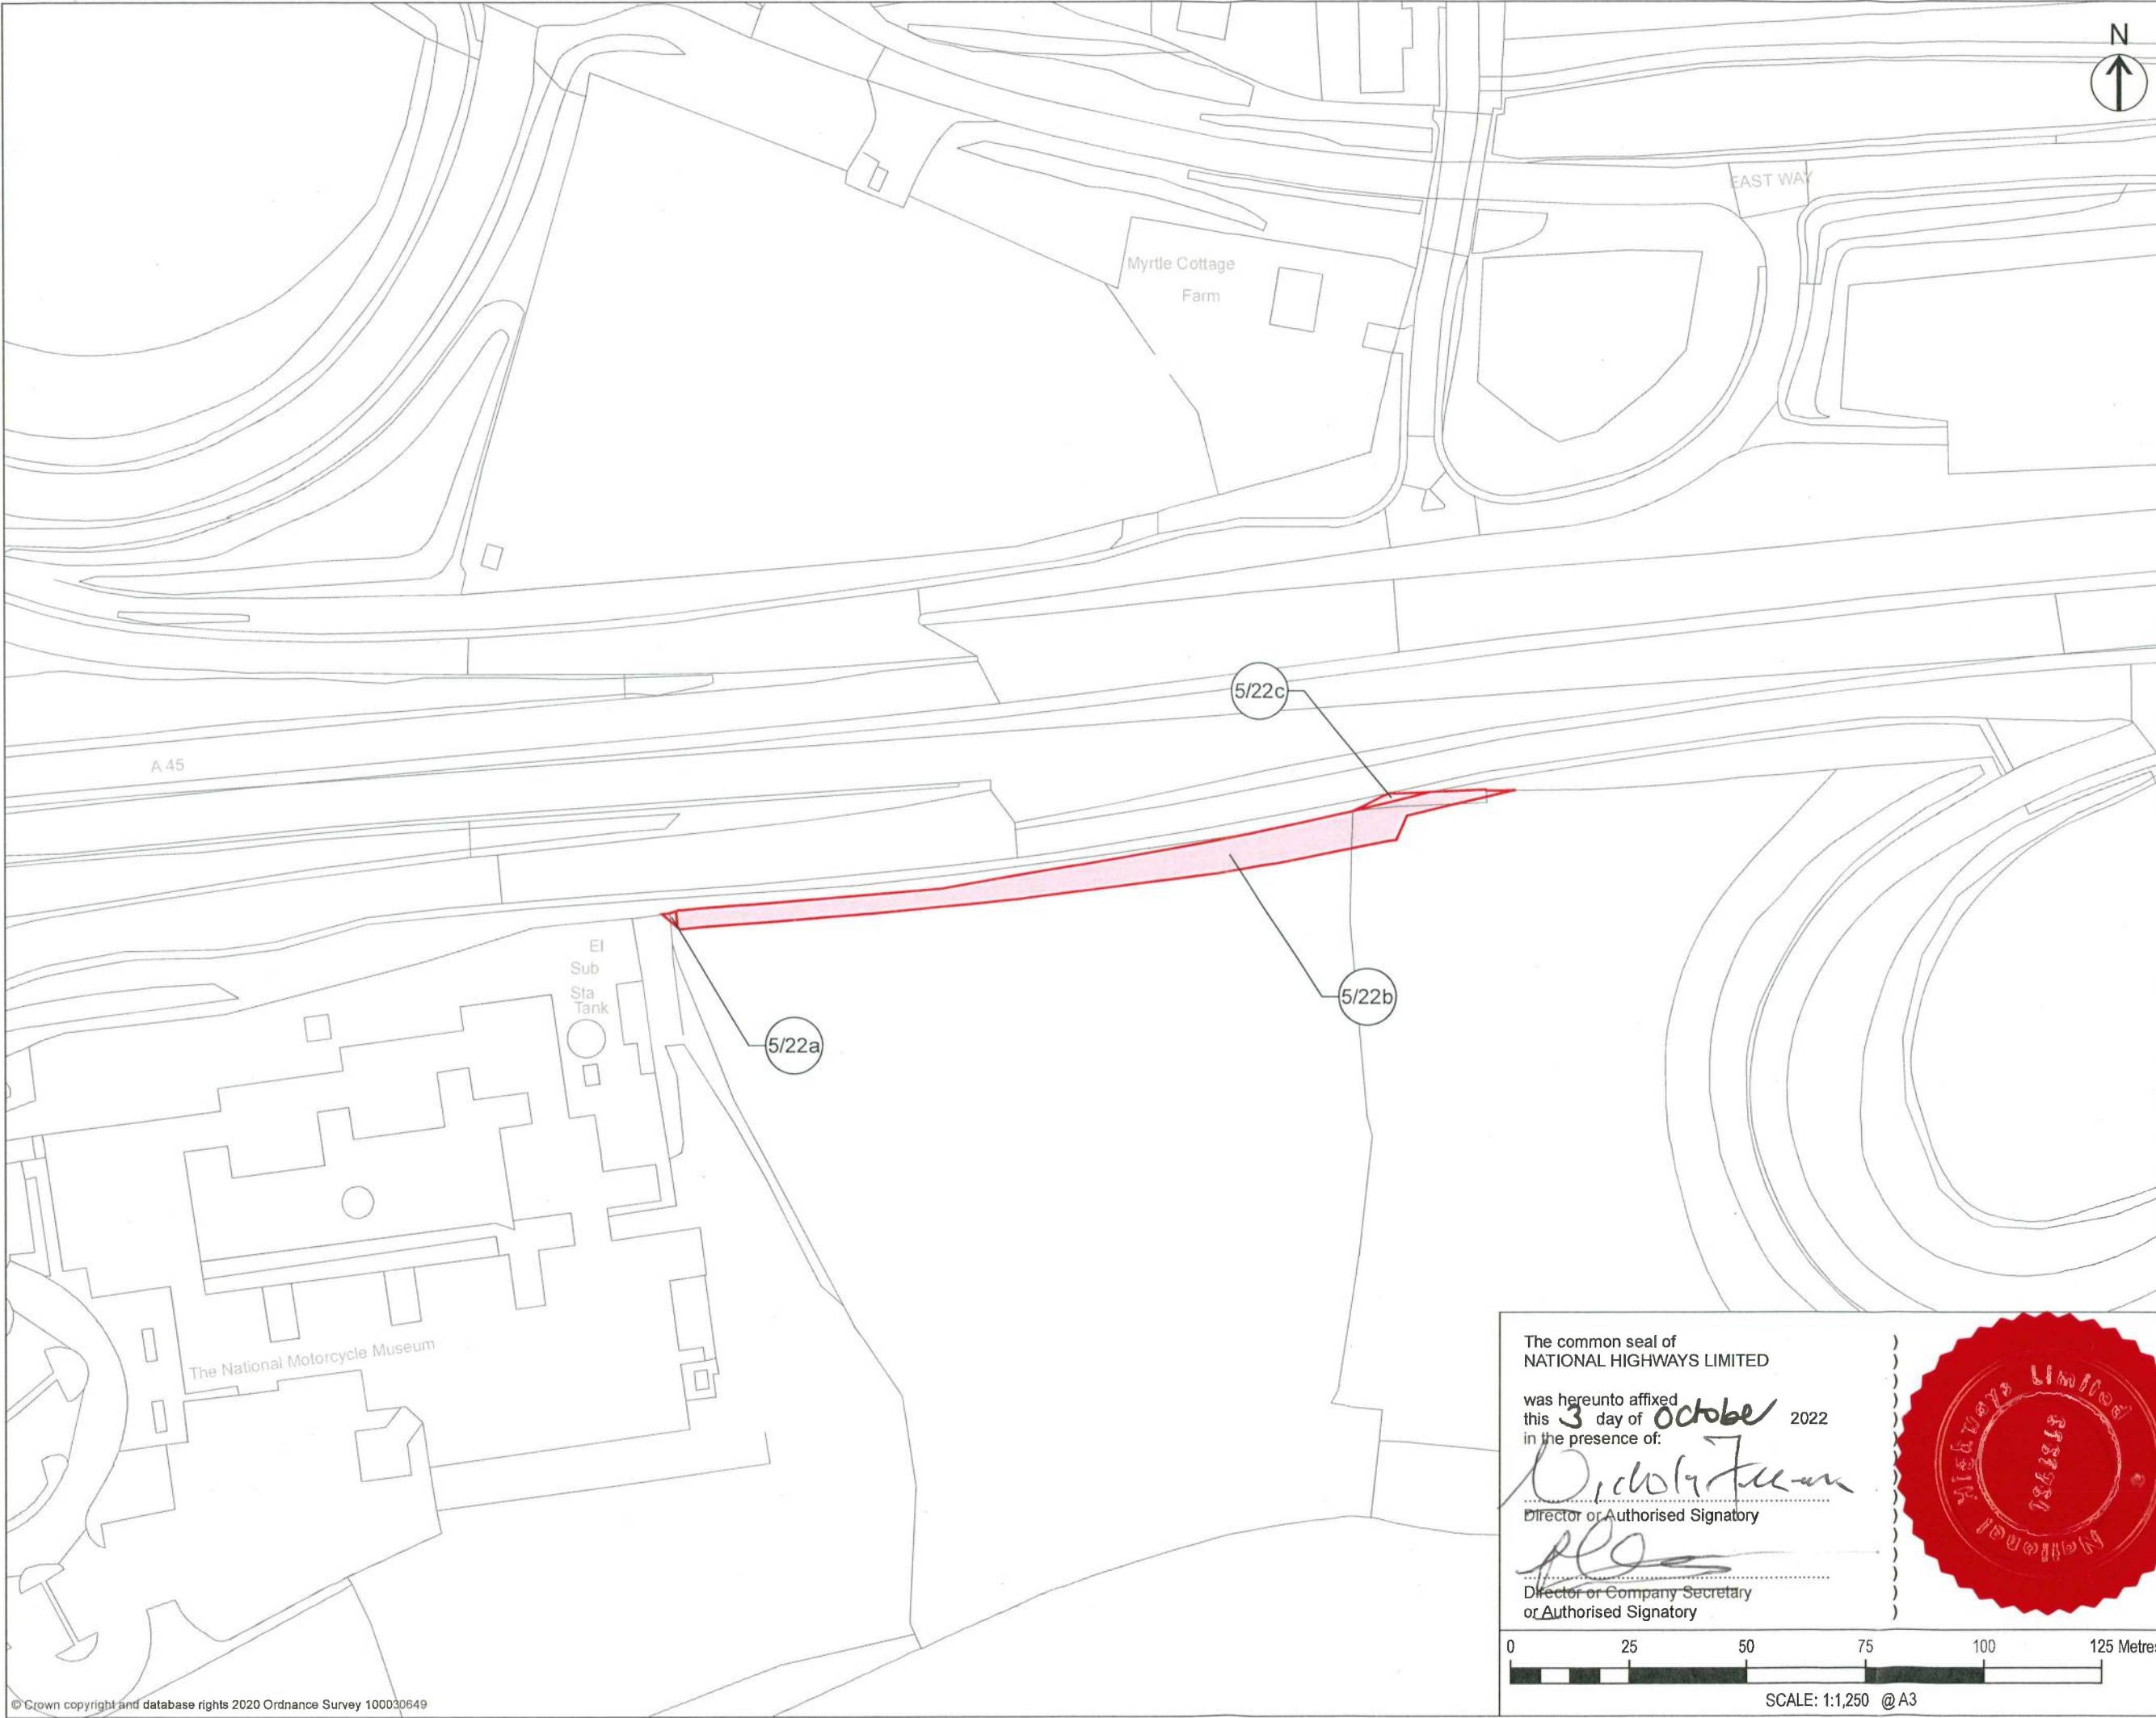 N
EAST WAY
Myrtle Cottage
Farm
5/22c
A 45
El
Sub
Sta
Tank
5/22b
5/22a
The National Motorcycle Museum
The common seal of
NATIONAL HIGHWAYS LIMITED
was hereunto affixed
this 3 day of October 2022
in the presence of:
Director or Authorised Signatory
Director or Company Secretary
or Authorised Signatory
National Highways Limited
0 25 50 75 100 125 Metres
SCALE: 1:1,250 @ A3
© Crown copyright and database rights 2020 Ordnance Survey 100030649